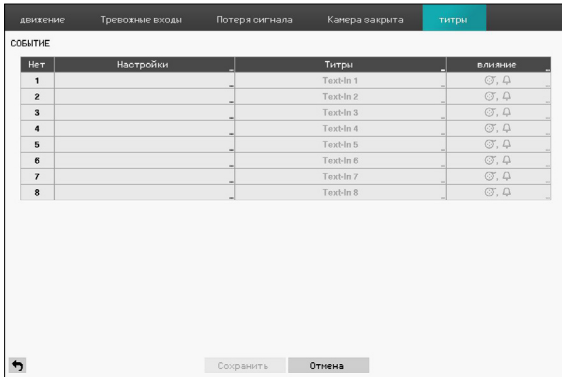 движение Тревожные входы Потеря сигнала Камера закрыта титры
СОБЫТИЕ
Нет Настройки Титры влияние
1 Text-In 1
2 Text-In 2
3 Text-In 3
4 Text-In 4
5 Text-In 5
6 Text-In 6
7 Text-In 7
8 Text-In 8
Сохранить Отмена